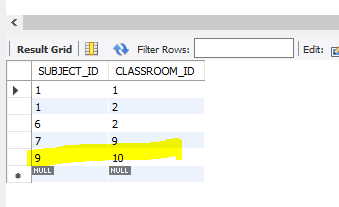 Result Grid Filter Rows: Edit:
SUBJECT_ID CLASSROOM_ID
1 1
1 2
6 2
7 9
9 10
NULL NULL